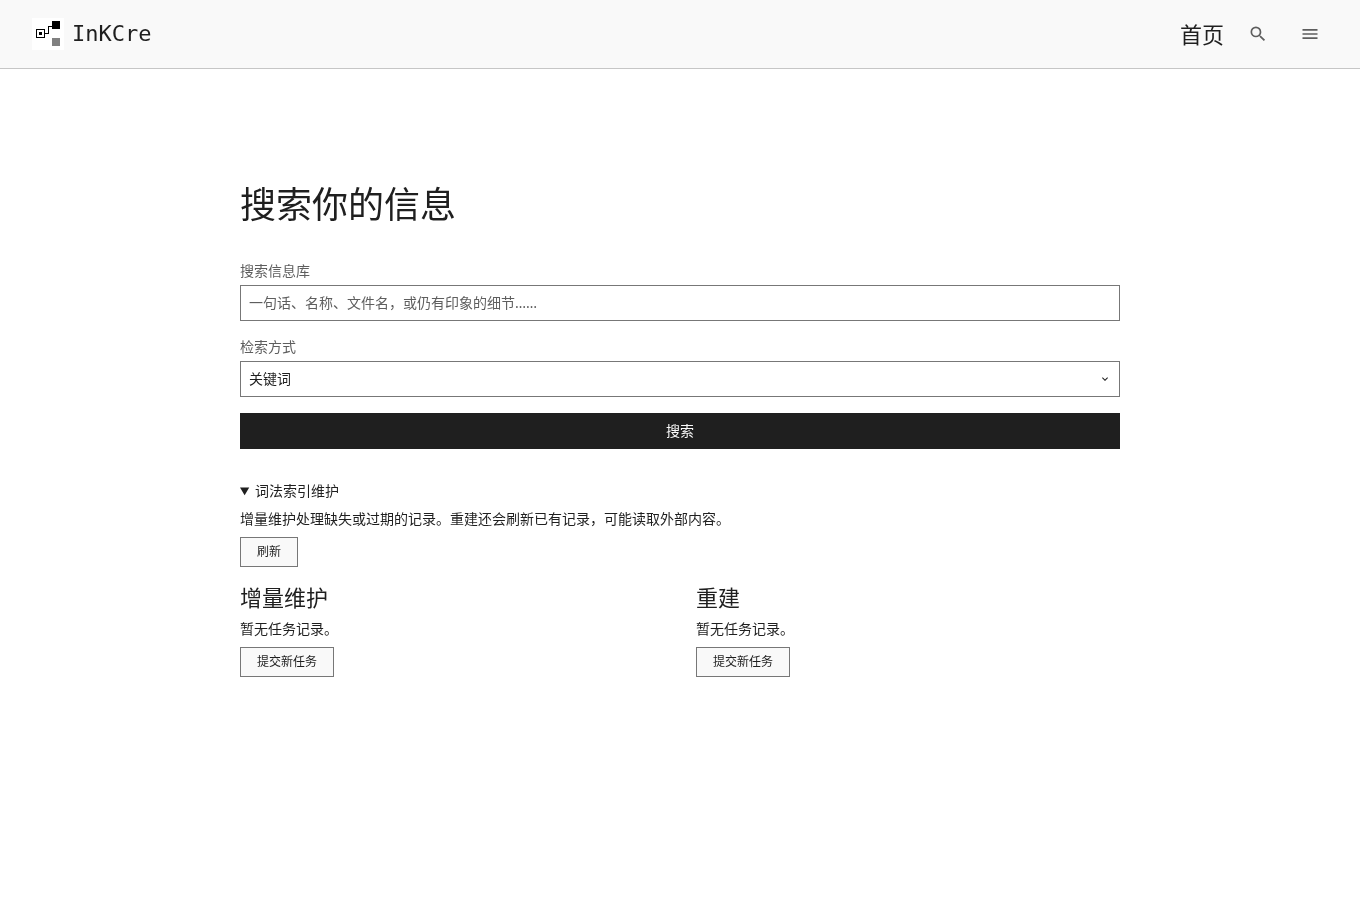 InKCre
首页
搜索你的信息
搜索信息库
一句话、名称、文件名，或仍有印象的细节……
检索方式
关键词
搜索
词法索引维护
增量维护处理缺失或过期的记录。重建还会刷新已有记录，可能读取外部内容。
刷新
增量维护
暂无任务记录。
提交新任务
重建
暂无任务记录。
提交新任务